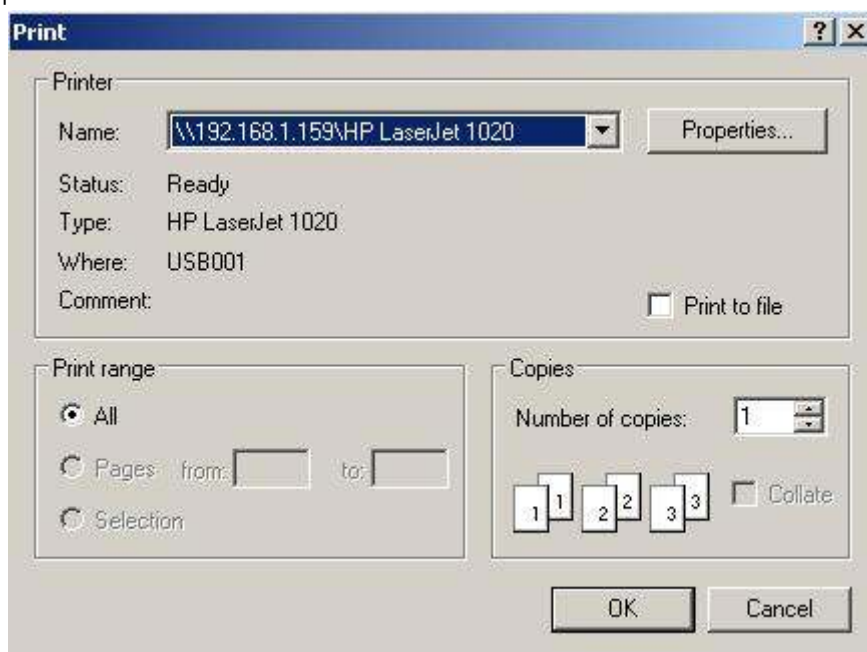 Print
Printer
Name: \\192.168.1.159\HP LaserJet 1020 Properties...
Status: Ready
Type: HP LaserJet 1020
Where: USB001
Comment: Print to file
Print range
All
Pages from: to:
Selection
Copies
Number of copies: 1
1 1 2 2 3 3 Collate
OK Cancel